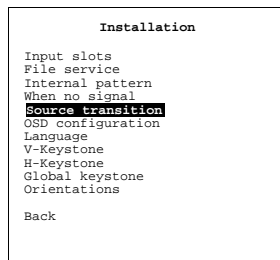 Installation
Input slots
File service
Internal pattern
When no signal
Source transition
OSD configuration
Language
V-Keystone
H-Keystone
Global keystone
Orientations
Back